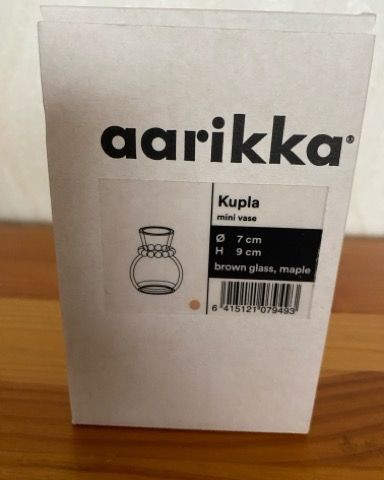 aarikka®
Kupla
mini vase
Ø 7 cm
H 9 cm
brown glass, maple
6 415121 079493